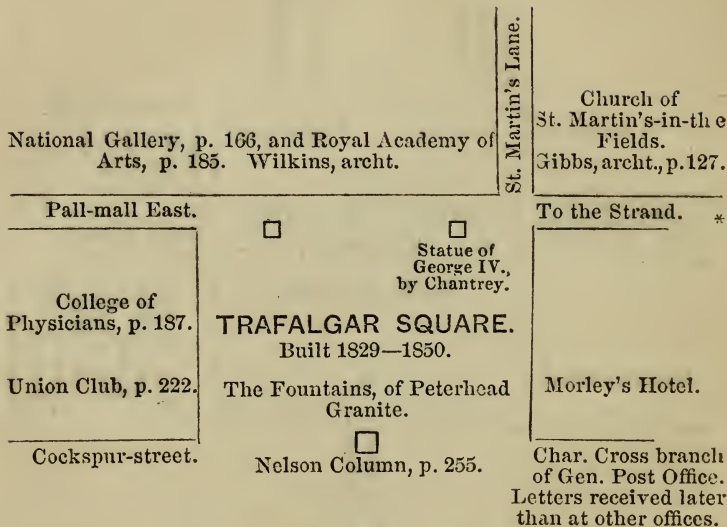 St. Martin's Lane.
National Gallery, p. 166, and Royal Academy of
Arts, p. 185. Wilkins, archt.
Church of
St. Martin's-in-the
Fields.
Gibbs, archt., p. 127.
Pall-mall East.
To the Strand. *
Statue of
George IV.,
by Chantrey.
College of
Physicians, p. 187.
Union Club, p. 222.
TRAFALGAR SQUARE.
Built 1829—1850.
The Fountains, of Peterhead
Granite.
Morley's Hotel.
Cockspur-street.
Nelson Column, p. 255.
Char. Cross branch
of Gen. Post Office.
Letters received later
than at other offices.